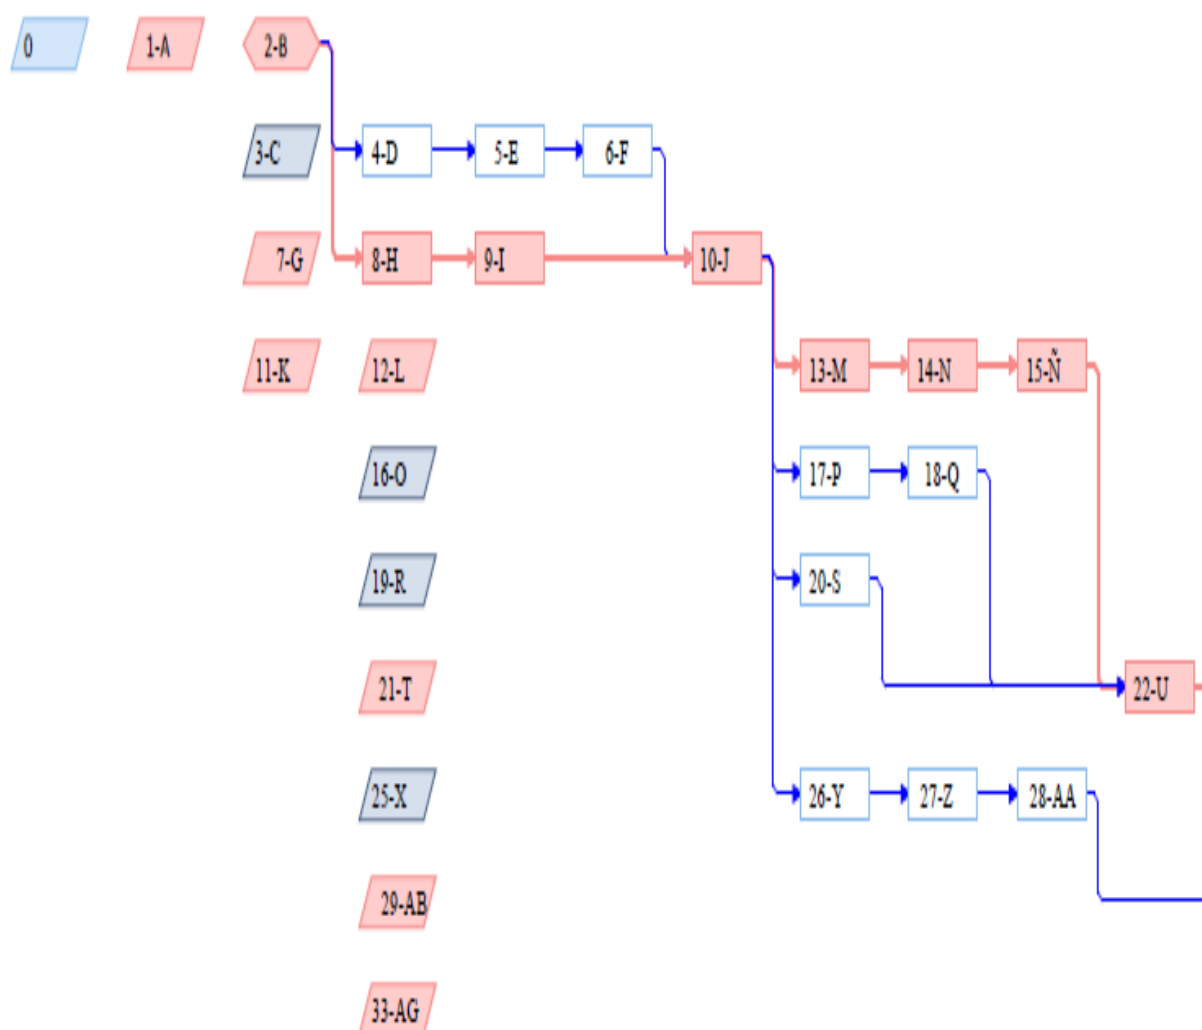 0 1-A 2-B
3-C 4-D 5-E 6-F
7-G 8-H 9-I 10-J
11-K 12-L 13-M 14-N 15-Ñ
16-O 17-P 18-Q
19-R 20-S
21-T 22-U
25-X 26-Y 27-Z 28-AA
29-AB
33-AG